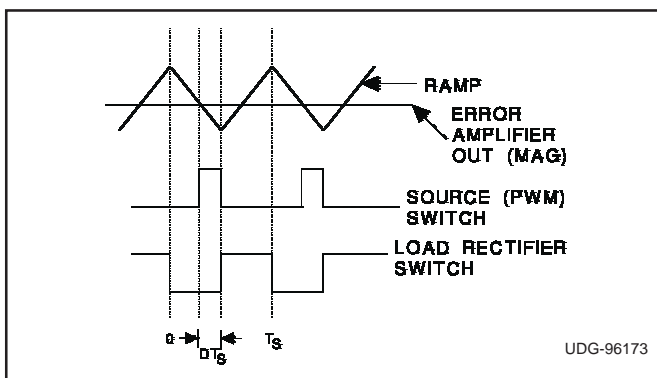 RAMP
ERROR
AMPLIFIER
OUT (MAG)
SOURCE (PWM)
SWITCH
LOAD RECTIFIER
SWITCH
0
DTS
TS
UDG-96173